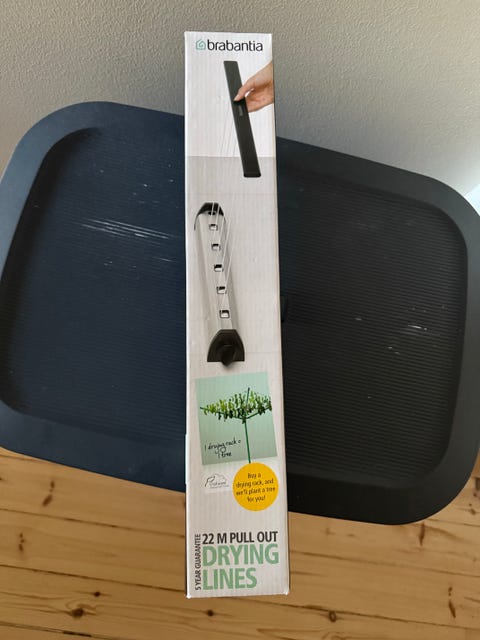 brabantia
1 drying rack =
1 tree
Buy a
drying rack, and
we'll plant a tree
for you!
5 YEAR GUARANTEE
22 M PULL OUT
DRYING
LINES